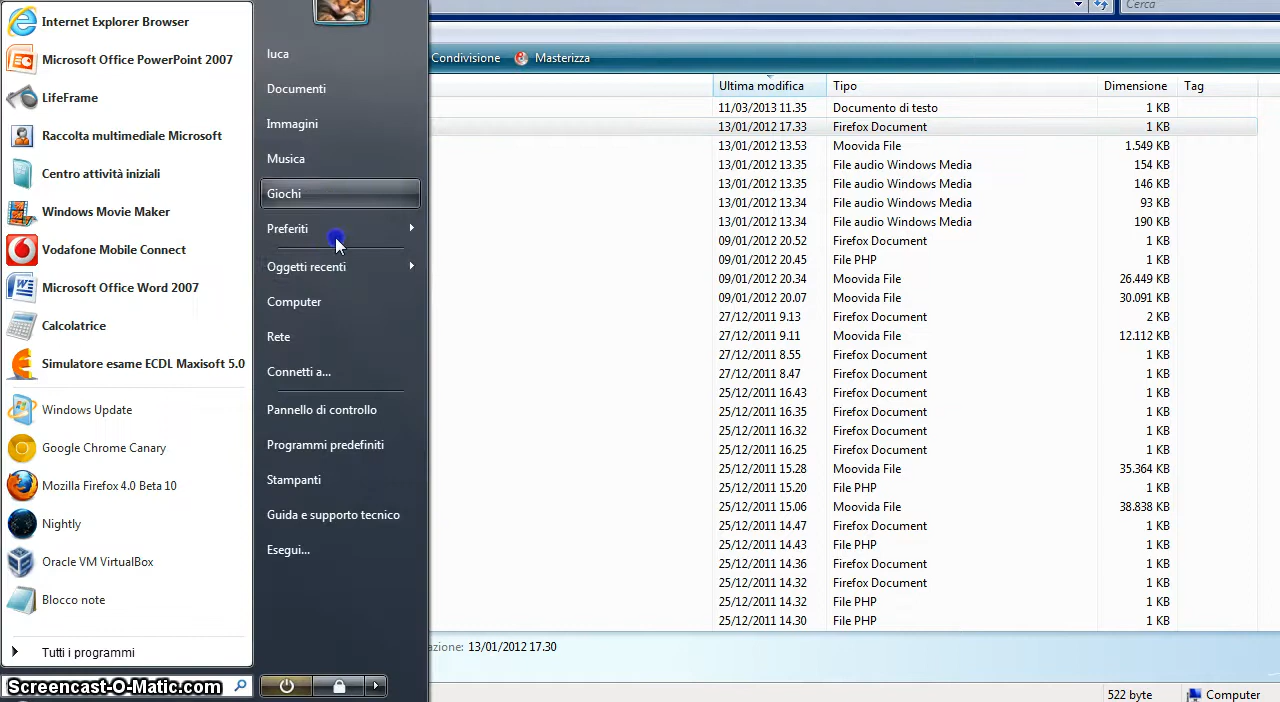 Internet Explorer Browser
Microsoft Office PowerPoint 2007
LifeFrame
Raccolta multimediale Microsoft
Centro attività iniziali
Windows Movie Maker
Vodafone Mobile Connect
Microsoft Office Word 2007
Calcolatrice
Simulatore esame ECDL Maxisoft 5.0
Windows Update
Google Chrome Canary
Mozilla Firefox 4.0 Beta 10
Nightly
Oracle VM VirtualBox
Blocco note
Tutti i programmi
Screencast-O-Matic.com
luca
Documenti
Immagini
Musica
Giochi
Preferiti
Oggetti recenti
Computer
Rete
Connetti a...
Pannello di controllo
Programmi predefiniti
Stampanti
Guida e supporto tecnico
Esegui...
Cerca
Condivisione Masterizza
Ultima modifica Tipo Dimensione Tag
11/03/2013 11.35 Documento di testo 1 KB
13/01/2012 17.33 Firefox Document 1 KB
13/01/2012 13.53 Moovida File 1.549 KB
13/01/2012 13.35 File audio Windows Media 154 KB
13/01/2012 13.35 File audio Windows Media 146 KB
13/01/2012 13.34 File audio Windows Media 93 KB
13/01/2012 13.34 File audio Windows Media 190 KB
09/01/2012 20.52 Firefox Document 1 KB
09/01/2012 20.45 File PHP 1 KB
09/01/2012 20.34 Moovida File 26.449 KB
09/01/2012 20.07 Moovida File 30.091 KB
27/12/2011 9.13 Firefox Document 2 KB
27/12/2011 9.11 Moovida File 12.112 KB
27/12/2011 8.55 Firefox Document 1 KB
27/12/2011 8.47 Firefox Document 1 KB
25/12/2011 16.43 Firefox Document 1 KB
25/12/2011 16.35 Firefox Document 1 KB
25/12/2011 16.32 Firefox Document 1 KB
25/12/2011 16.25 Firefox Document 1 KB
25/12/2011 15.28 Moovida File 35.364 KB
25/12/2011 15.20 File PHP 1 KB
25/12/2011 15.06 Moovida File 38.838 KB
25/12/2011 14.47 Firefox Document 1 KB
25/12/2011 14.43 File PHP 1 KB
25/12/2011 14.36 Firefox Document 1 KB
25/12/2011 14.32 Firefox Document 1 KB
25/12/2011 14.32 File PHP 1 KB
25/12/2011 14.30 File PHP 1 KB
azione: 13/01/2012 17.30
522 byte Computer